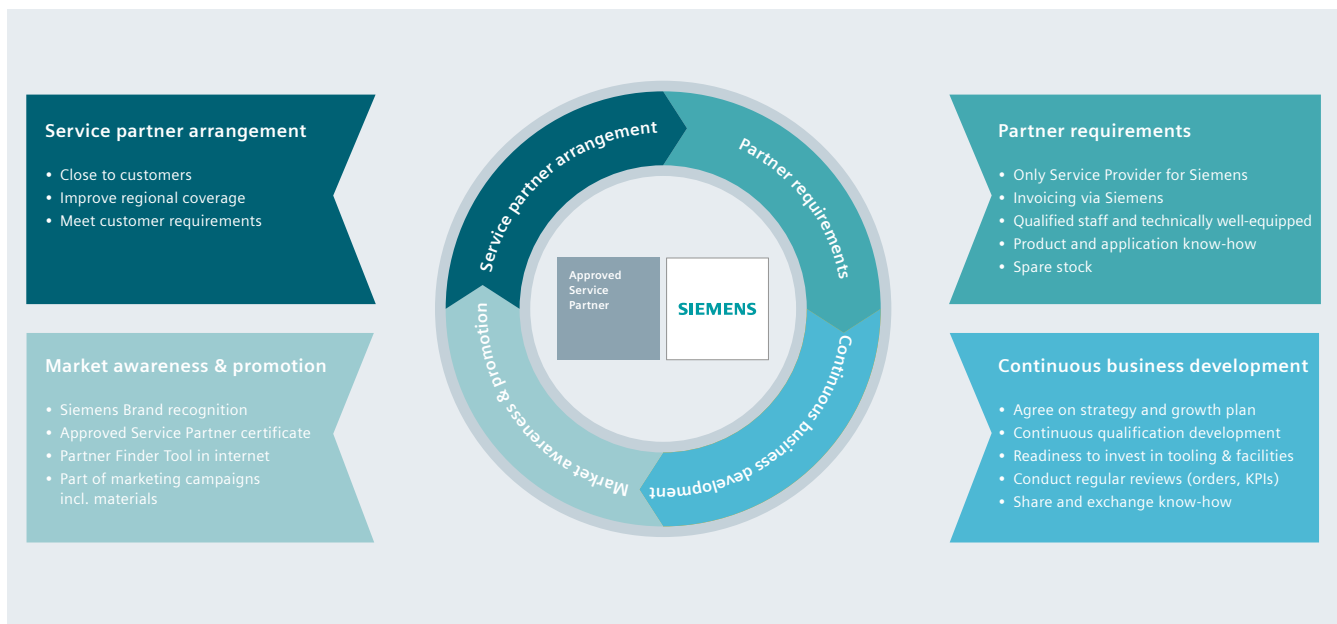 Service partner arrangement
• Close to customers
• Improve regional coverage
• Meet customer requirements
Market awareness & promotion
• Siemens Brand recognition
• Approved Service Partner certificate
• Partner Finder Tool in internet
• Part of marketing campaigns
incl. materials
Service partner arrangement
Partner requirements
Continuous business development
Market awareness & promotion
Approved
Service
Partner
SIEMENS
Partner requirements
• Only Service Provider for Siemens
• Invoicing via Siemens
• Qualified staff and technically well-equipped
• Product and application know-how
• Spare stock
Continuous business development
• Agree on strategy and growth plan
• Continuous qualification development
• Readiness to invest in tooling & facilities
• Conduct regular reviews (orders, KPIs)
• Share and exchange know-how